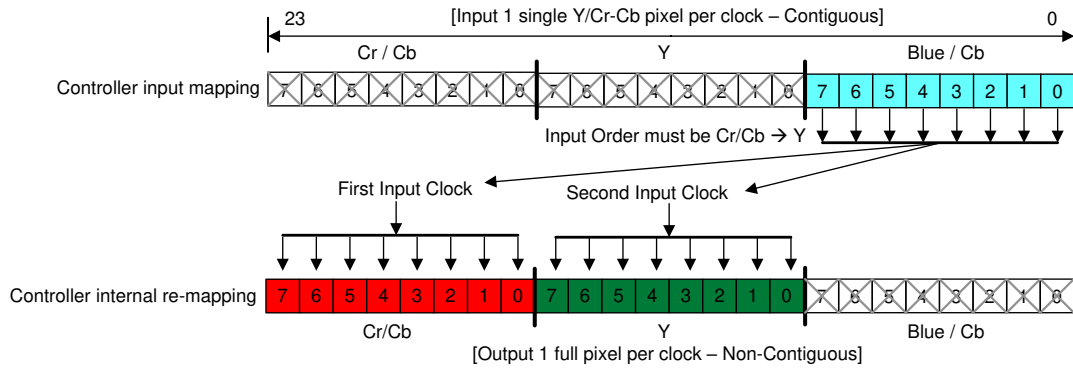 23 [Input 1 single Y/Cr-Cb pixel per clock – Contiguous] 0
Cr / Cb Y Blue / Cb
Controller input mapping 7 6 5 4 3 2 1 0 7 6 5 4 3 2 1 0 7 6 5 4 3 2 1 0
Input Order must be Cr/Cb → Y
First Input Clock Second Input Clock
Controller internal re-mapping 7 6 5 4 3 2 1 0 7 6 5 4 3 2 1 0 7 6 5 4 3 2 1 0
Cr/Cb Y Blue / Cb
[Output 1 full pixel per clock – Non-Contiguous]